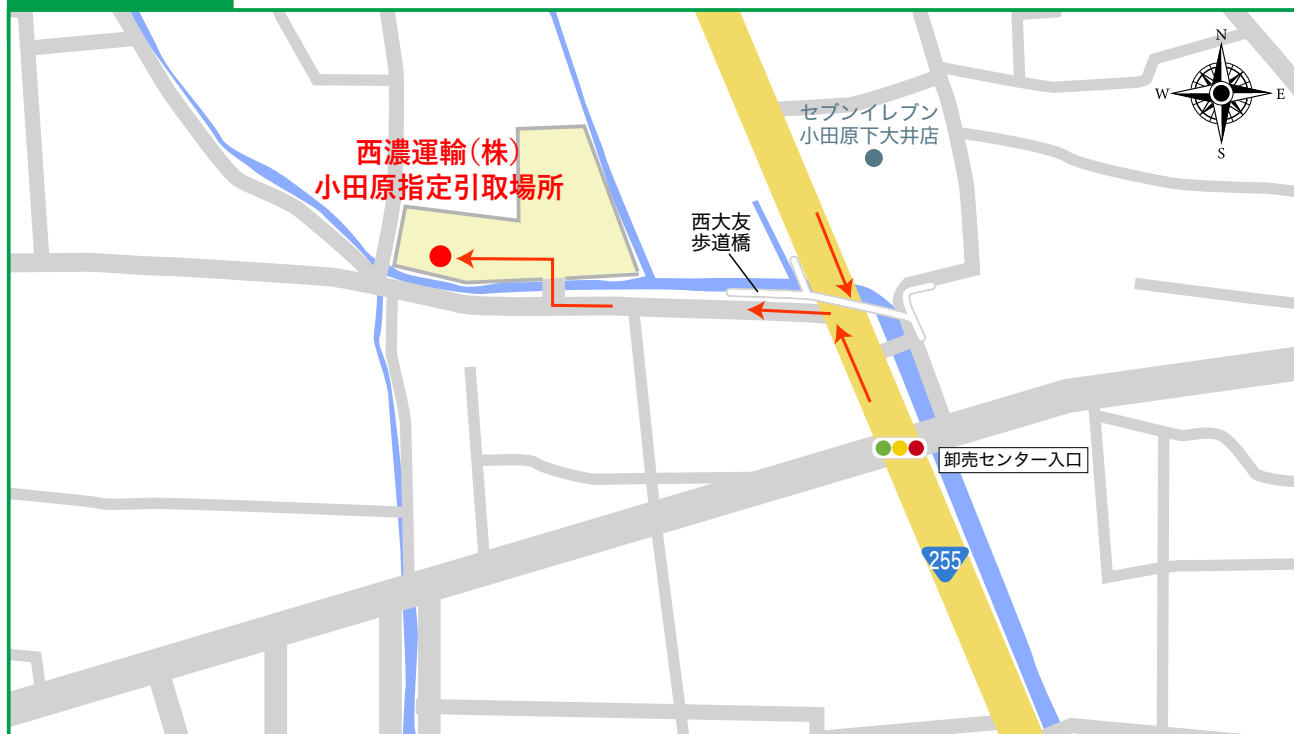 N
W
E
S
セブンイレブン
小田原下大井店
西濃運輸(株)
小田原指定引取場所
西大友
歩道橋
卸売センター入口
255